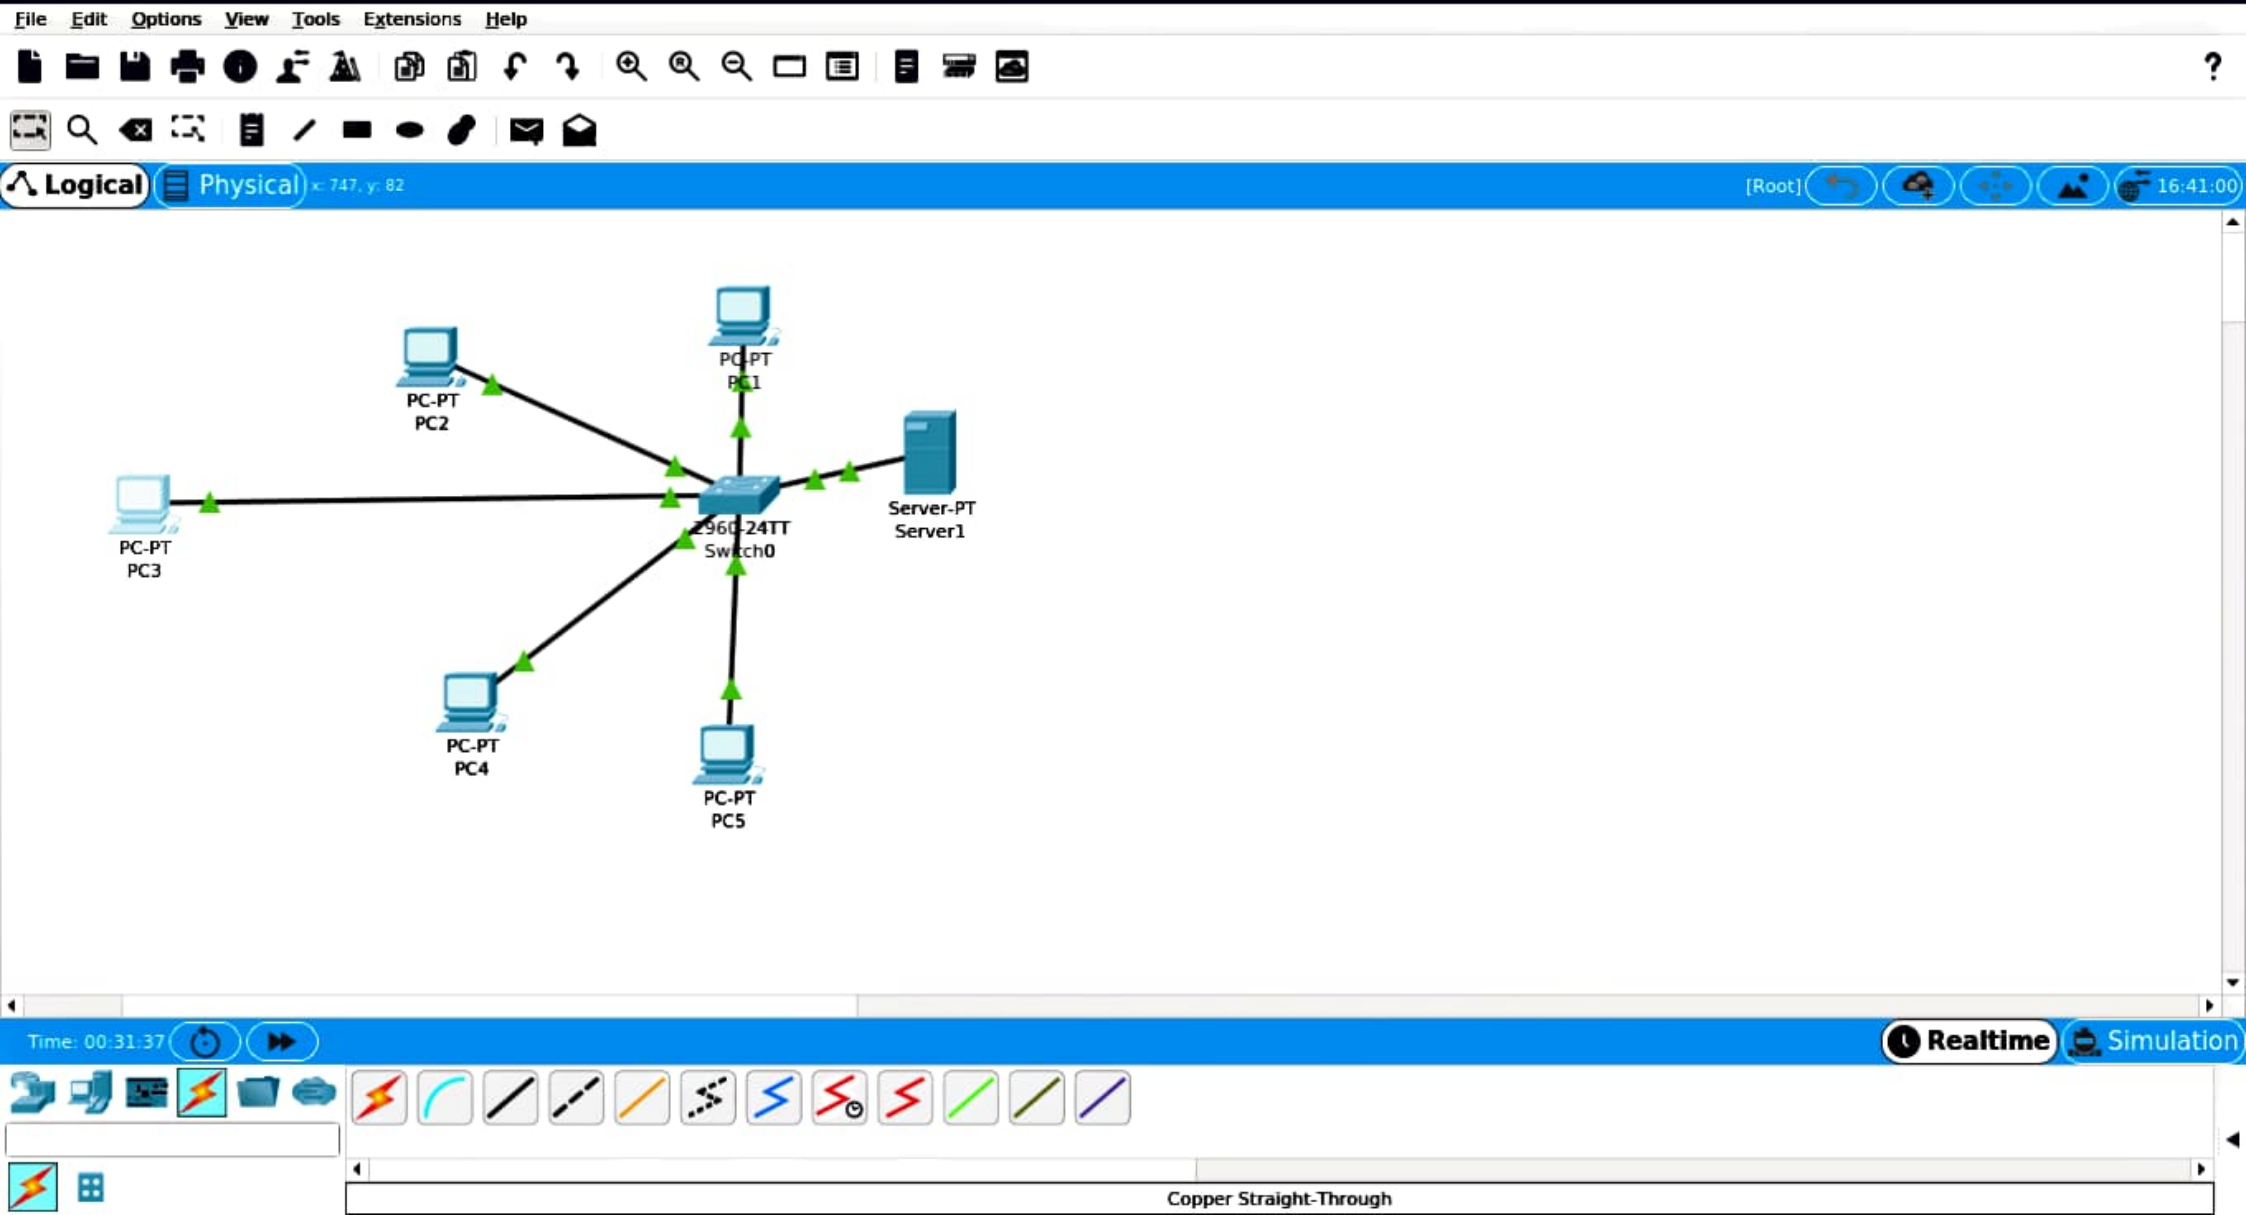 File Edit Options View Tools Extensions Help
?
Logical Physical x: 747, y: 82 [Root] 16:41:00
PC-PT
PC1
PC-PT
PC2
Server-PT
Server1
2960-24TT
Switch0
PC-PT
PC3
PC-PT
PC4
PC-PT
PC5
Time: 00:31:37 Realtime Simulation
Copper Straight-Through